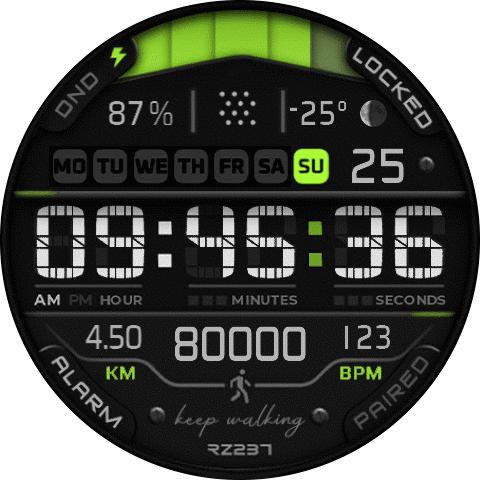 DND LOCKED
87% -25°
MO TU WE TH FR SA SU 25
09:45:36
AM PM HOUR MINUTES SECONDS
4.50 80000 123
KM BPM
ALARM PAIRED
keep walking
RZ237